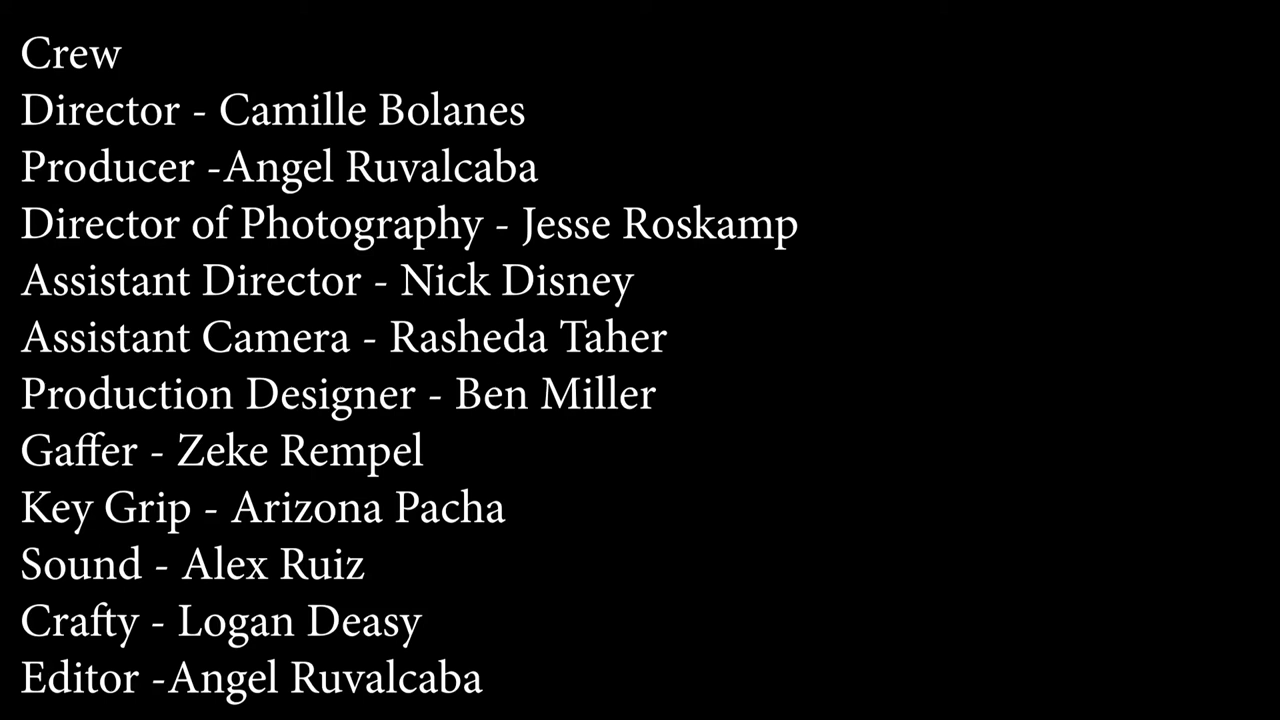 Crew
Director - Camille Bolanes
Producer -Angel Ruvalcaba
Director of Photography - Jesse Roskamp
Assistant Director - Nick Disney
Assistant Camera - Rasheda Taher
Production Designer - Ben Miller
Gaffer - Zeke Rempel
Key Grip - Arizona Pacha
Sound - Alex Ruiz
Crafty - Logan Deasy
Editor -Angel Ruvalcaba